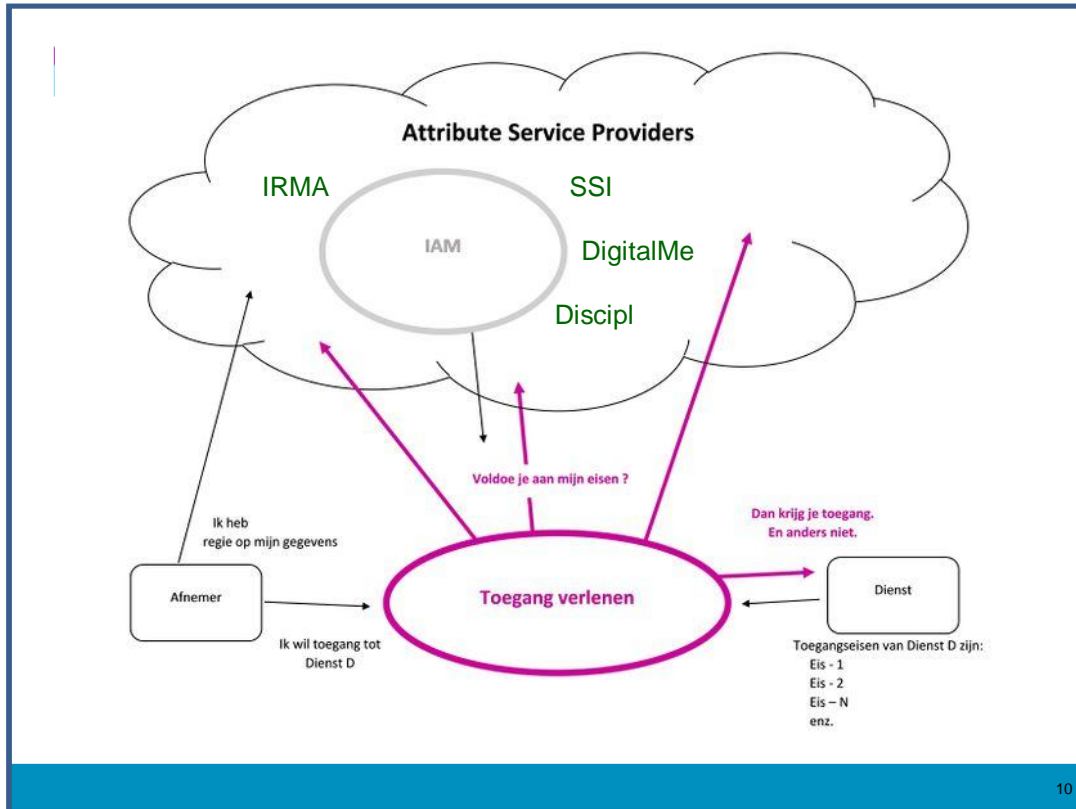 Attribute Service Providers
IRMA
SSI
IAM
DigitalMe
Discipl
Voldoe je aan mijn eisen ?
Dan krijg je toegang.
En anders niet.
Ik heb
regie op mijn gegevens
Afnemer
Toegang verlenen
Dienst
Ik wil toegang tot
Dienst D
Toegangseisen van Dienst D zijn:
Eis - 1
Eis - 2
Eis – N
enz.
10